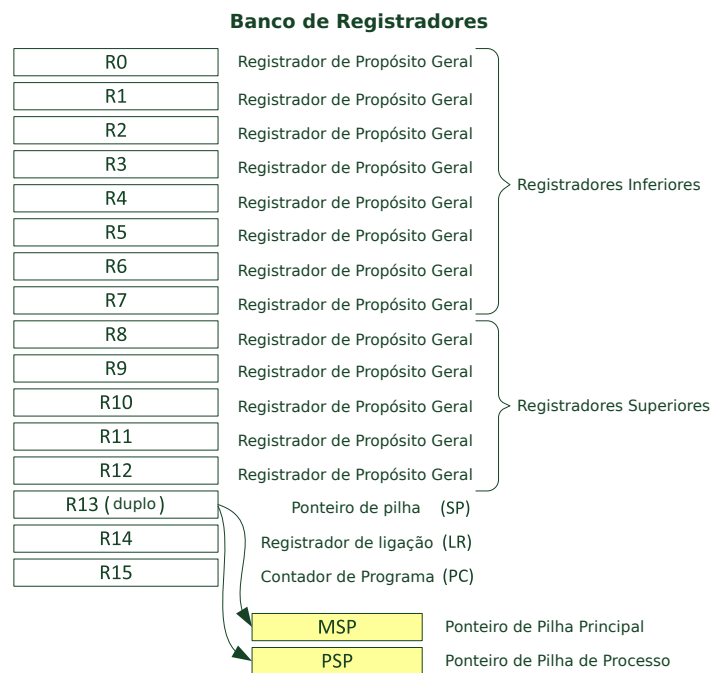 Banco de Registradores
R0 Registrador de Propósito Geral
R1 Registrador de Propósito Geral
R2 Registrador de Propósito Geral
R3 Registrador de Propósito Geral
R4 Registrador de Propósito Geral
R5 Registrador de Propósito Geral
R6 Registrador de Propósito Geral
R7 Registrador de Propósito Geral
Registradores Inferiores
R8 Registrador de Propósito Geral
R9 Registrador de Propósito Geral
R10 Registrador de Propósito Geral
R11 Registrador de Propósito Geral
R12 Registrador de Propósito Geral
Registradores Superiores
R13 (duplo) Ponteiro de pilha (SP)
R14 Registrador de ligação (LR)
R15 Contador de Programa (PC)
MSP Ponteiro de Pilha Principal
PSP Ponteiro de Pilha de Processo